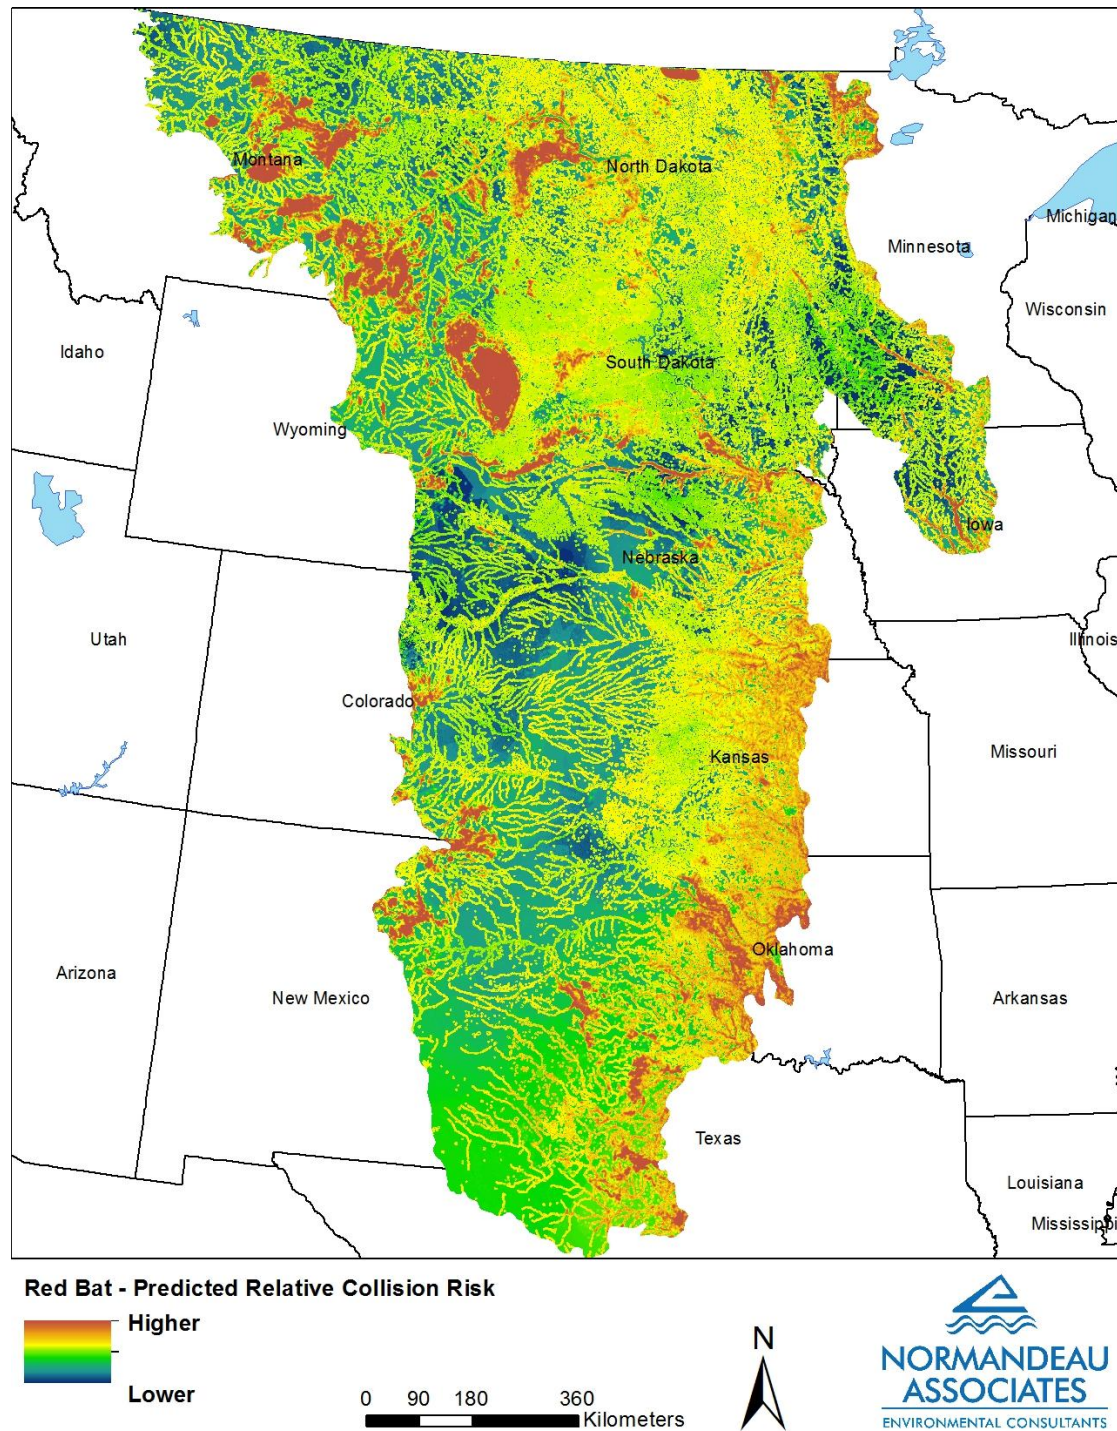 Montana
North Dakota
Minnesota
Michigan
Wisconsin
Idaho
South Dakota
Wyoming
Iowa
Nebraska
Utah
Illinois
Colorado
Kansas
Missouri
Oklahoma
Arizona
New Mexico
Arkansas
Texas
Louisiana
Mississippi
Red Bat - Predicted Relative Collision Risk
Higher
Lower
0 90 180 360
Kilometers
N
NORMANDEAU
ASSOCIATES
ENVIRONMENTAL CONSULTANTS